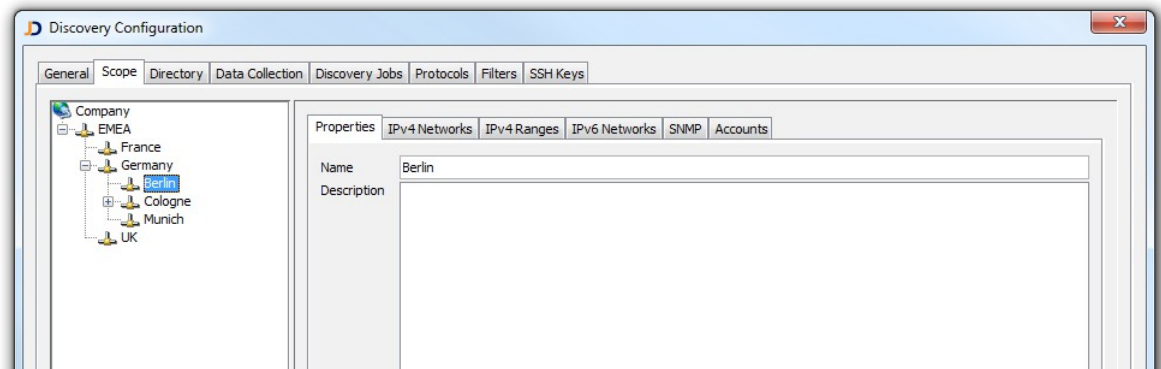 Discovery Configuration
General Scope Directory Data Collection Discovery Jobs Protocols Filters SSH Keys
Company
EMEA
France
Germany
Berlin
Cologne
Munich
UK
Properties IPv4 Networks IPv4 Ranges IPv6 Networks SNMP Accounts
Name Berlin
Description